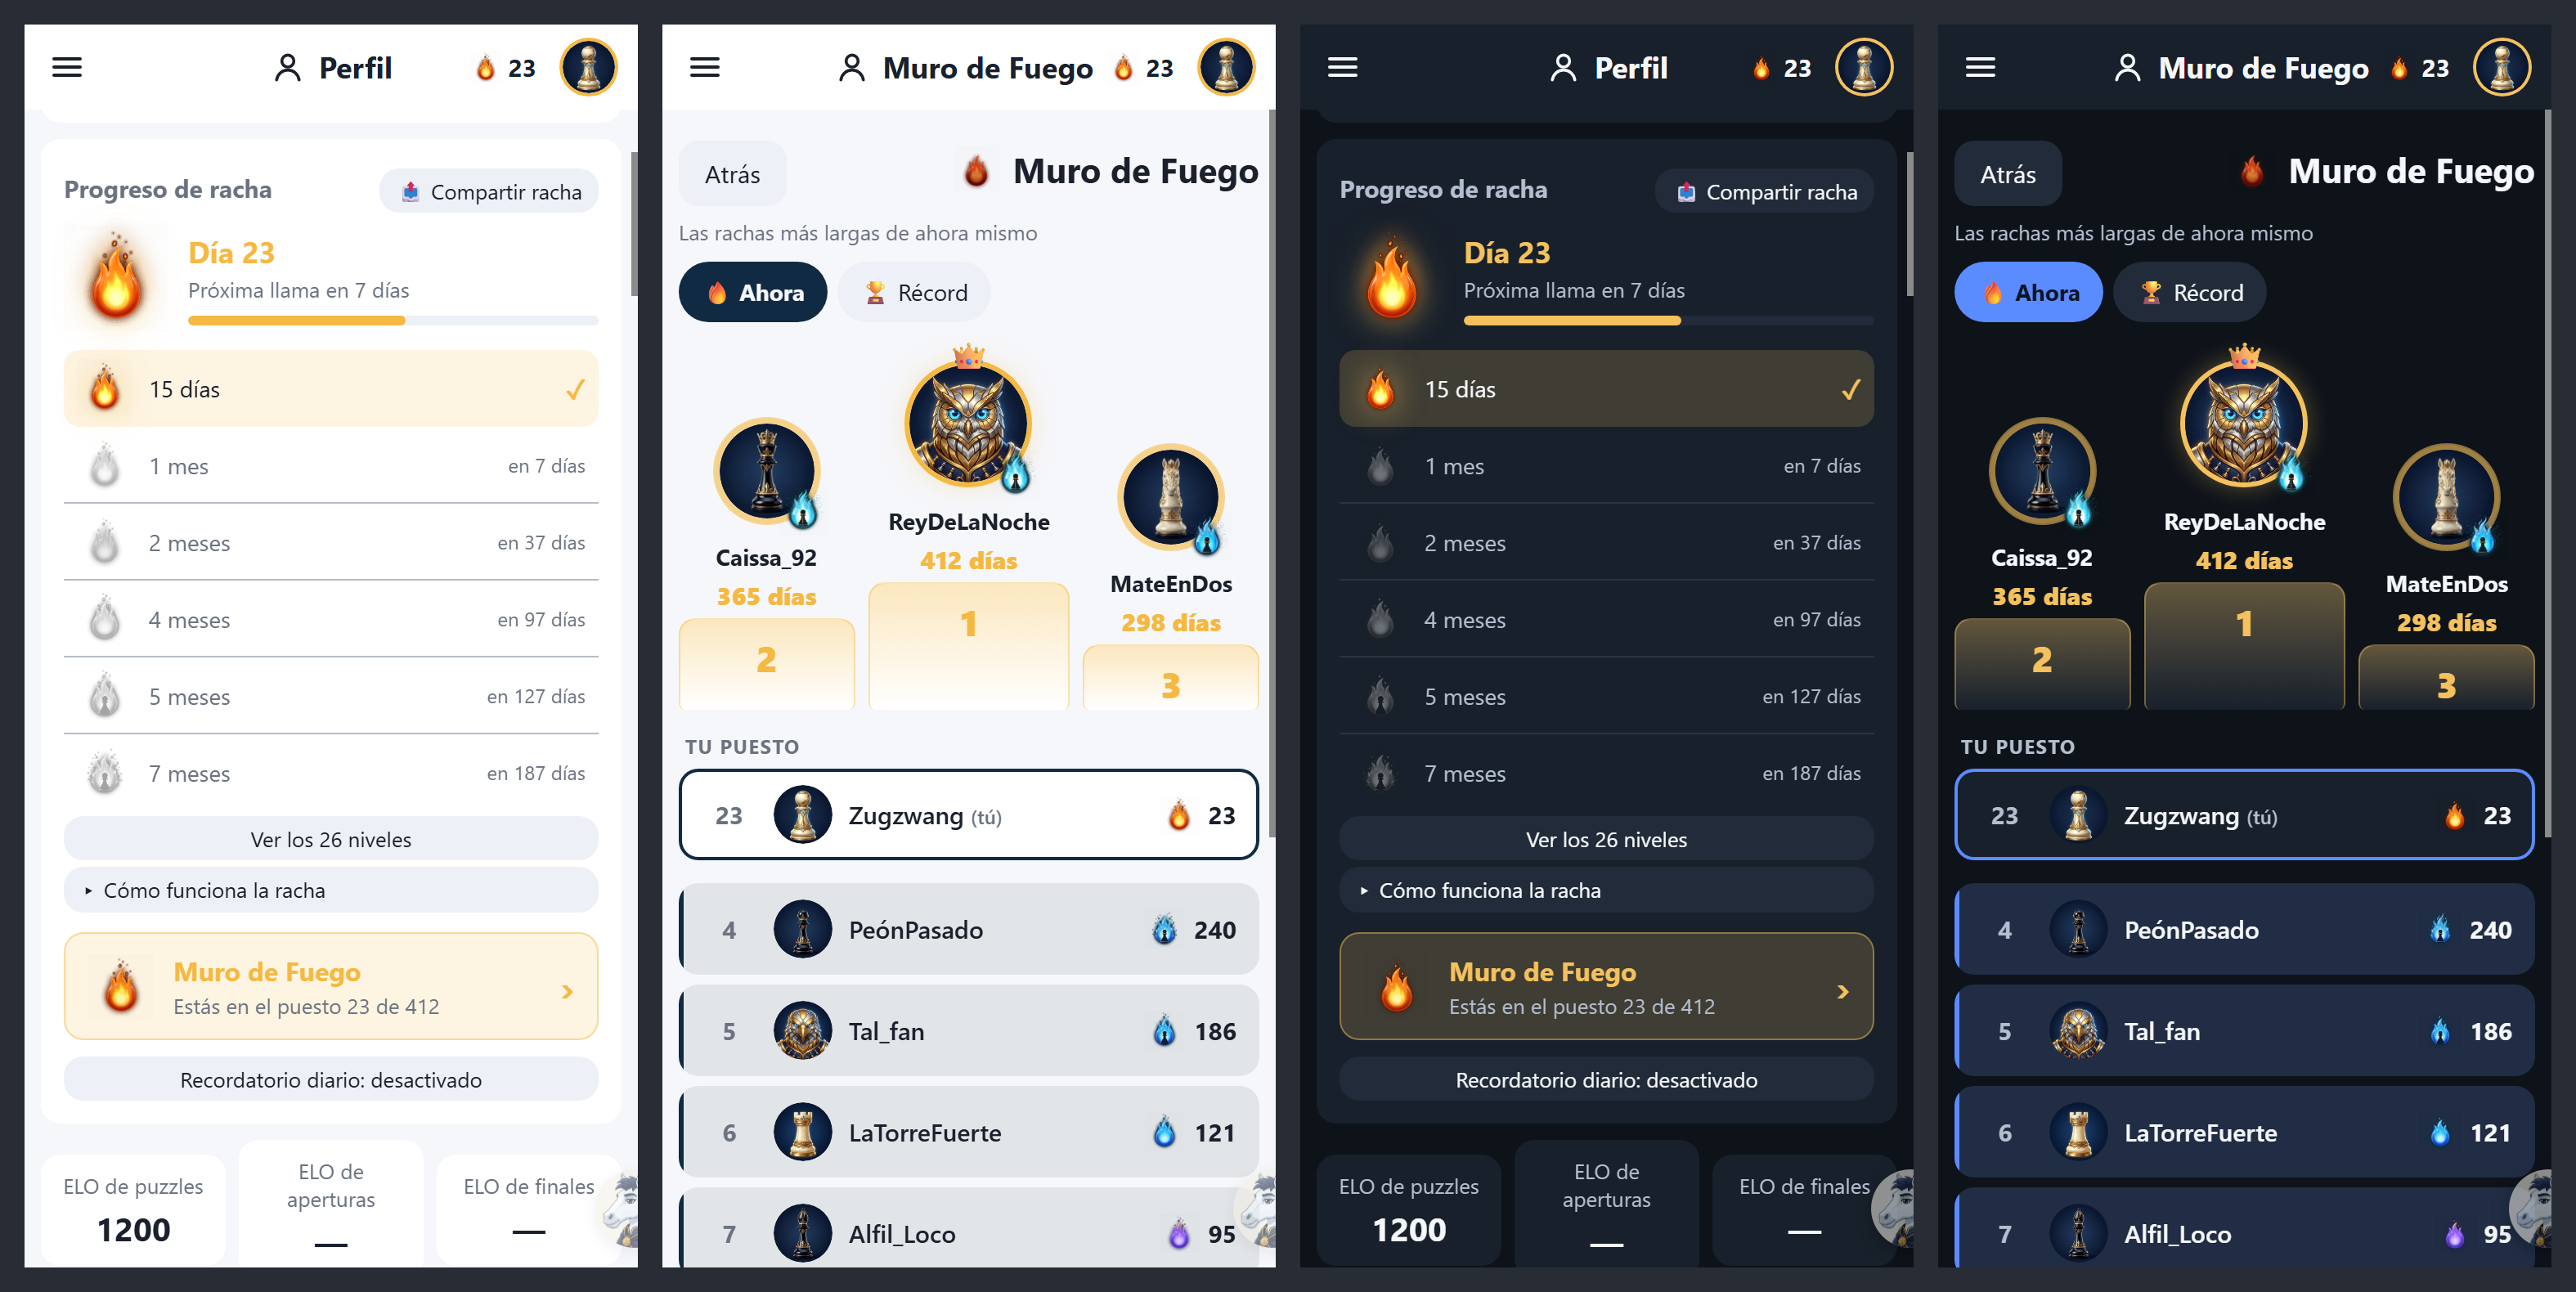 Perfil
23
Progreso de racha
Compartir racha
Día 23
Próxima llama en 7 días
15 días
✓
1 mes
en 7 días
2 meses
en 37 días
4 meses
en 97 días
5 meses
en 127 días
7 meses
en 187 días
Ver los 26 niveles
Cómo funciona la racha
Muro de Fuego
Estás en el puesto 23 de 412
Recordatorio diario: desactivado
ELO de puzzles
1200
ELO de
aperturas
—
ELO de finales
—
Muro de Fuego
23
Atrás
Muro de Fuego
Las rachas más largas de ahora mismo
Ahora
Récord
Caissa_92
365 días
2
ReyDeLaNoche
412 días
1
MateEnDos
298 días
3
TU PUESTO
23
Zugzwang (tú)
23
4
PeónPasado
240
5
Tal_fan
186
6
LaTorreFuerte
121
7
Alfil_Loco
95
Perfil
23
Progreso de racha
Compartir racha
Día 23
Próxima llama en 7 días
15 días
✓
1 mes
en 7 días
2 meses
en 37 días
4 meses
en 97 días
5 meses
en 127 días
7 meses
en 187 días
Ver los 26 niveles
Cómo funciona la racha
Muro de Fuego
Estás en el puesto 23 de 412
Recordatorio diario: desactivado
ELO de puzzles
1200
ELO de
aperturas
—
ELO de finales
—
Muro de Fuego
23
Atrás
Muro de Fuego
Las rachas más largas de ahora mismo
Ahora
Récord
Caissa_92
365 días
2
ReyDeLaNoche
412 días
1
MateEnDos
298 días
3
TU PUESTO
23
Zugzwang (tú)
23
4
PeónPasado
240
5
Tal_fan
186
6
LaTorreFuerte
121
7
Alfil_Loco
95